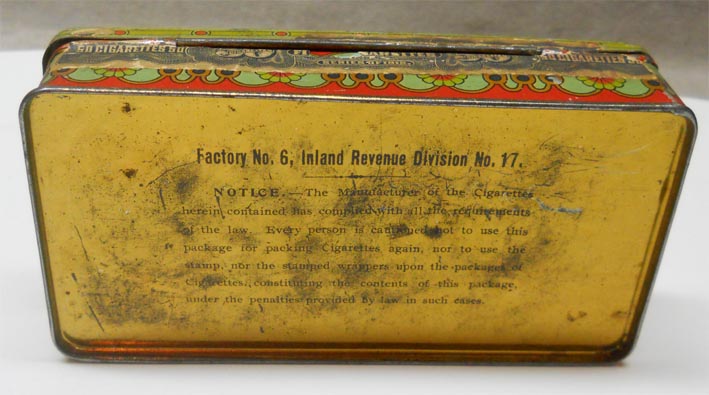 50 CIGARETTES 50
50 CIGARETTES 50
Factory No. 6, Inland Revenue Division No. 17.
NOTICE.—The Manufacturer of the Cigarettes
herein contained has complied with all the requirements
of the law. Every person is cautioned not to use this
package for packing Cigarettes again, nor to use the
stamp, nor the stamped wrappers upon the packages of
Cigarettes, constituting the contents of this package,
under the penalties provided by law in such cases.